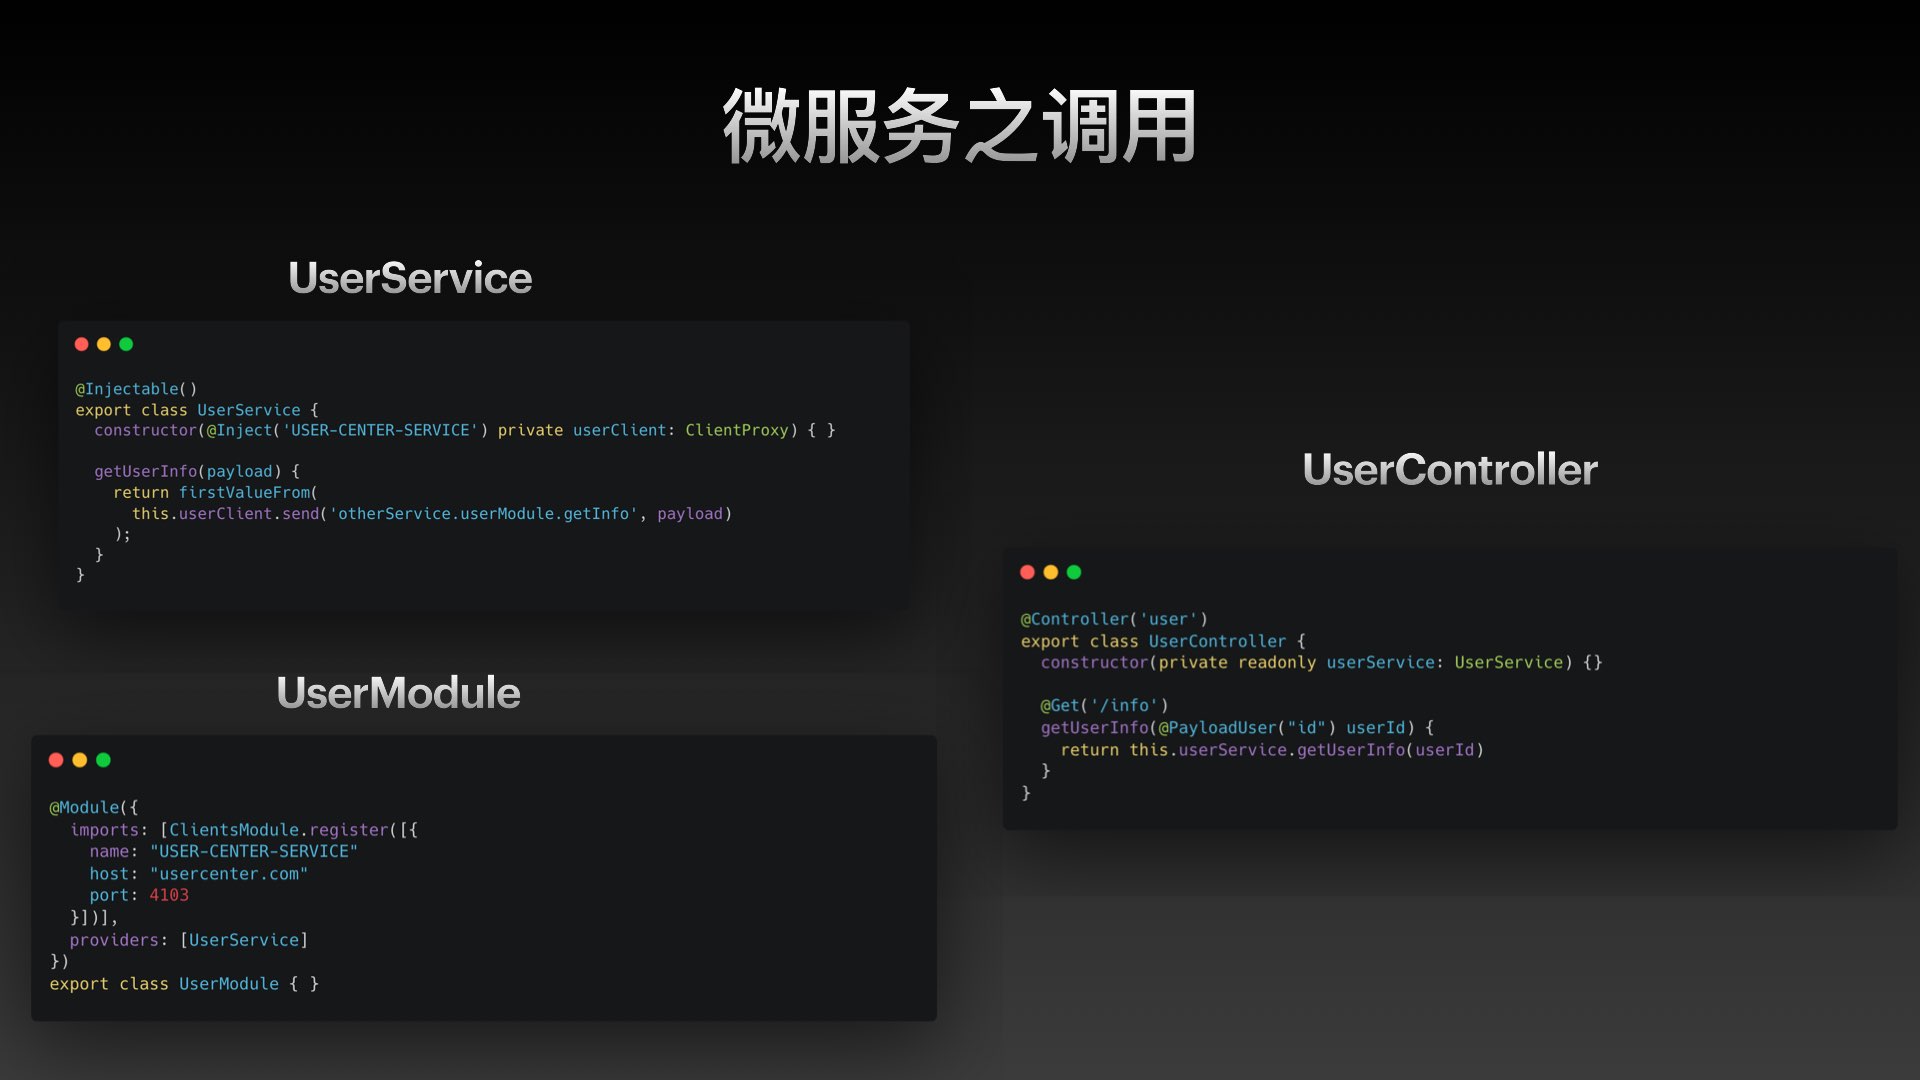 微服务之调用
UserService
@Injectable()
export class UserService {
  constructor(@Inject('USER-CENTER-SERVICE') private userClient: ClientProxy) { }
  getUserInfo(payload) {
    return firstValueFrom(
      this.userClient.send('otherService.userModule.getInfo', payload)
    );
  }
}
UserModule
@Module({
  imports: [ClientsModule.register([{
    name: "USER-CENTER-SERVICE"
    host: "usercenter.com"
    port: 4103
  }])],
  providers: [UserService]
})
export class UserModule { }
UserController
@Controller('user')
export class UserController {
  constructor(private readonly userService: UserService) {}
  @Get('/info')
  getUserInfo(@PayloadUser("id") userId) {
    return this.userService.getUserInfo(userId)
  }
}